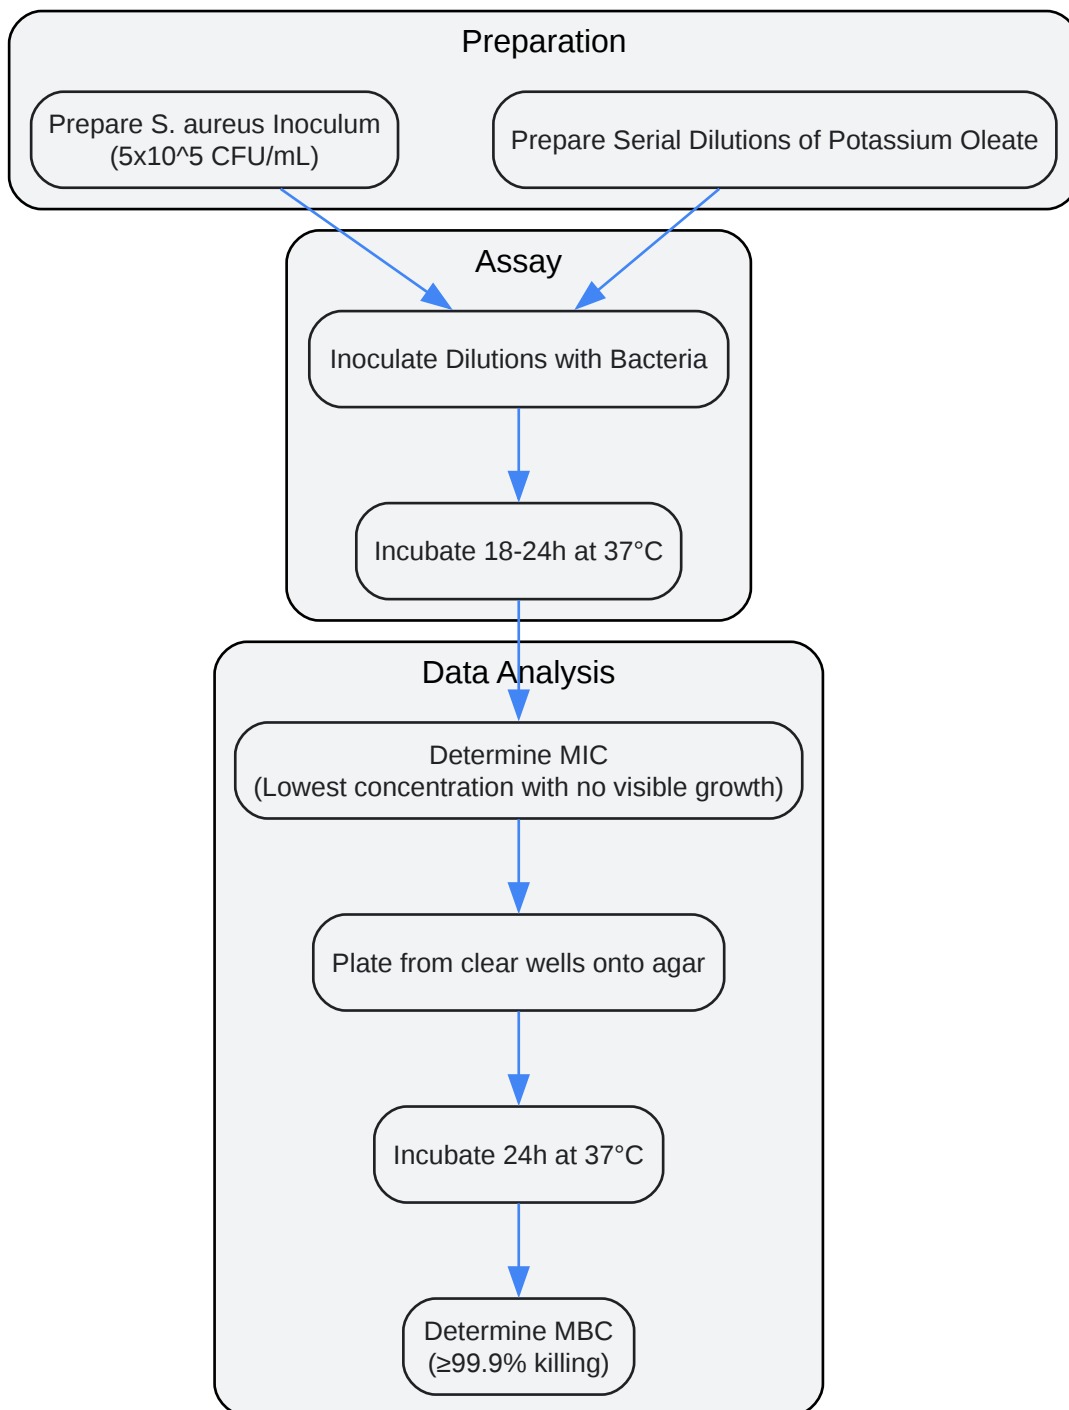 Preparation
Prepare S. aureus Inoculum
(5x10^5 CFU/mL)
Prepare Serial Dilutions of Potassium Oleate
Assay
Inoculate Dilutions with Bacteria
Incubate 18-24h at 37°C
Data Analysis
Determine MIC
(Lowest concentration with no visible growth)
Plate from clear wells onto agar
Incubate 24h at 37°C
Determine MBC
(≥99.9% killing)